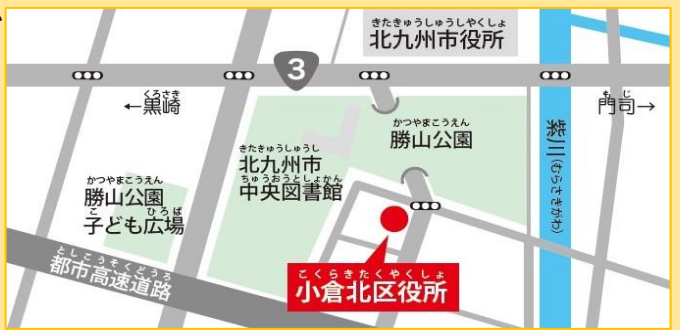 きたきゅうしゅうしやくしょ
北九州市役所
3
くろさき
←黒崎
もじ
門司→
かつやまこうえん
勝山公園
きたきゅうしゅうし
北九州市
ちゅうおうとしょかん
中央図書館
紫川(むらさきがわ)
かつやまこうえん
勝山公園
こ ひろば
子ども広場
としこうそくどうろ
都市高速道路
こくらきたくやくしょ
小倉北区役所